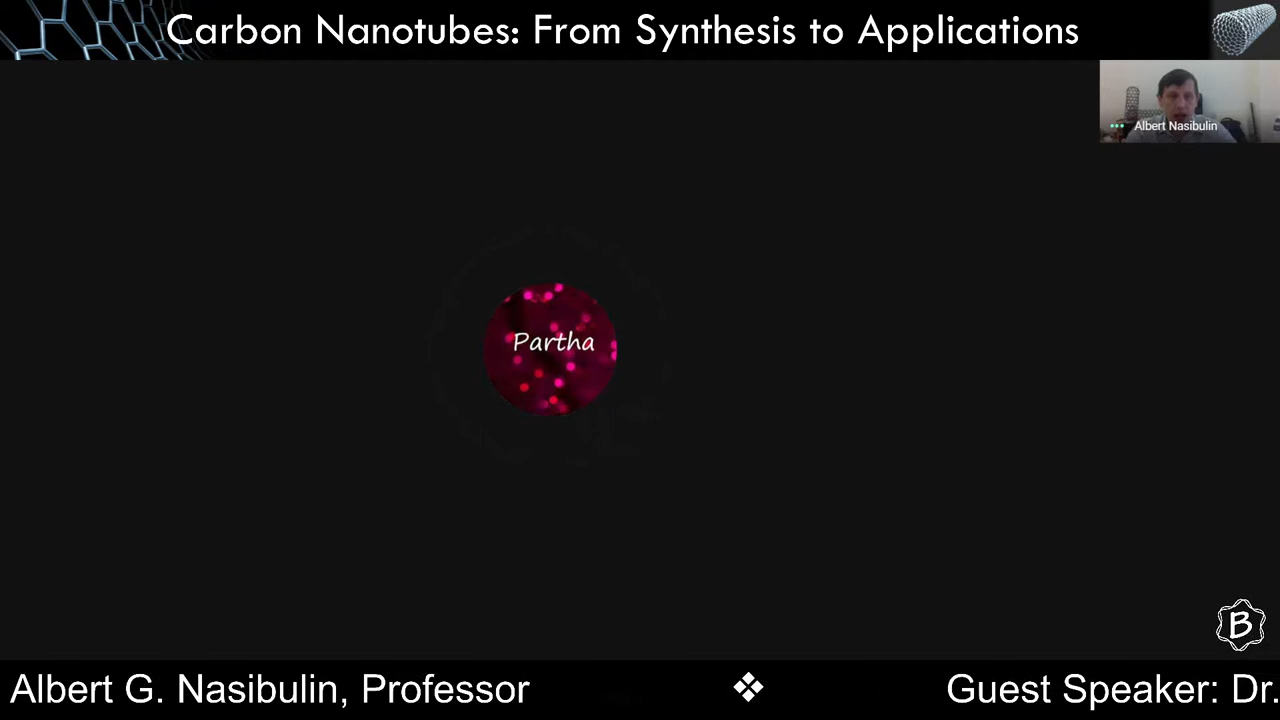 Carbon Nanotubes: From Synthesis to Applications
Albert Nasibulin
Partha
B
Albert G. Nasibulin, Professor ❖ Guest Speaker: Dr.